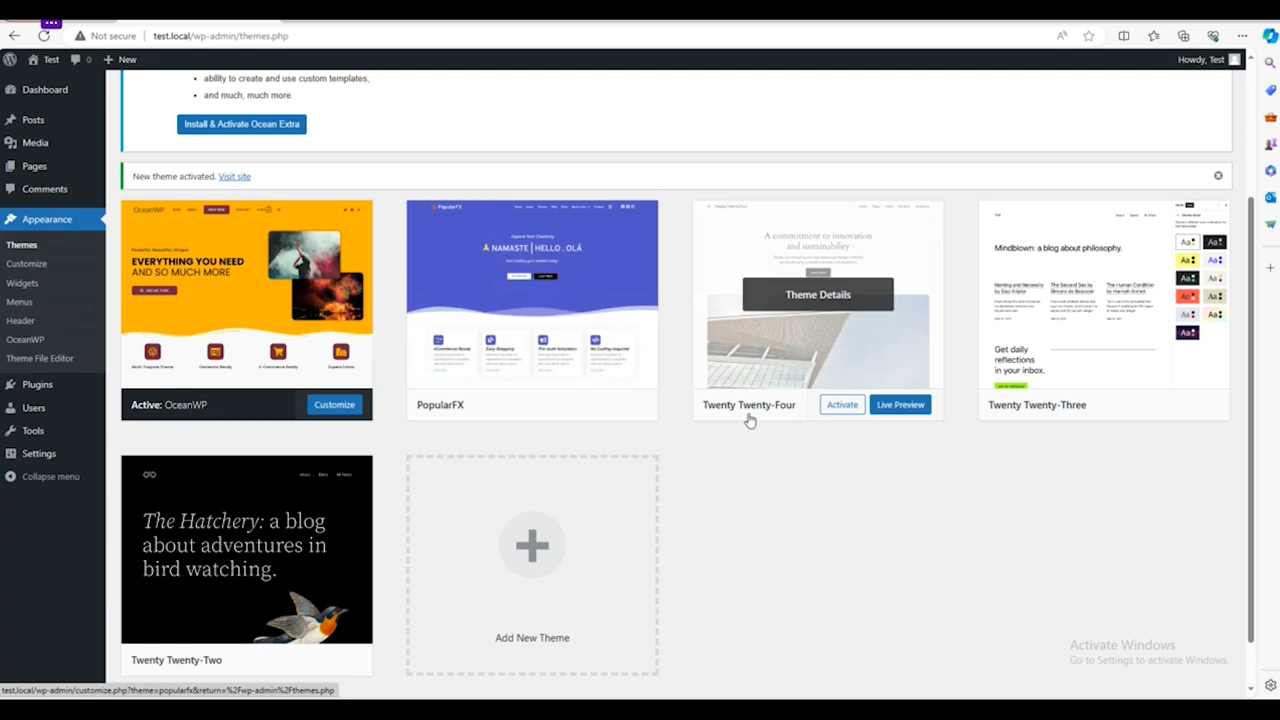 Not secure
test.local/wp-admin/themes.php
Test
0
New
Howdy, Test
Dashboard
Posts
Media
Pages
Comments
Appearance
Themes
Customize
Widgets
Menus
Header
OceanWP
Theme File Editor
Plugins
Users
Tools
Settings
Collapse menu
ability to create and use custom templates,
and much, much more.
Install & Activate Ocean Extra
New theme activated. Visit site
OceanWP
EVERYTHING YOU NEED
AND SO MUCH MORE
Active: OceanWP
Customize
PopularFX
NAMASTE | HELLO , OLÁ
PopularFX
A commitment to innovation
and sustainability
Theme Details
Twenty Twenty-Four
Activate
Live Preview
Mindblown: a blog about philosophy.
Get daily
reflections
in your inbox.
Twenty Twenty-Three
The Hatchery: a blog
about adventures in
bird watching.
Twenty Twenty-Two
Add New Theme
Activate Windows
Go to Settings to activate Windows.
test.local/wp-admin/customize.php?theme=popularfx&return=%2Fwp-admin%2Fthemes.php